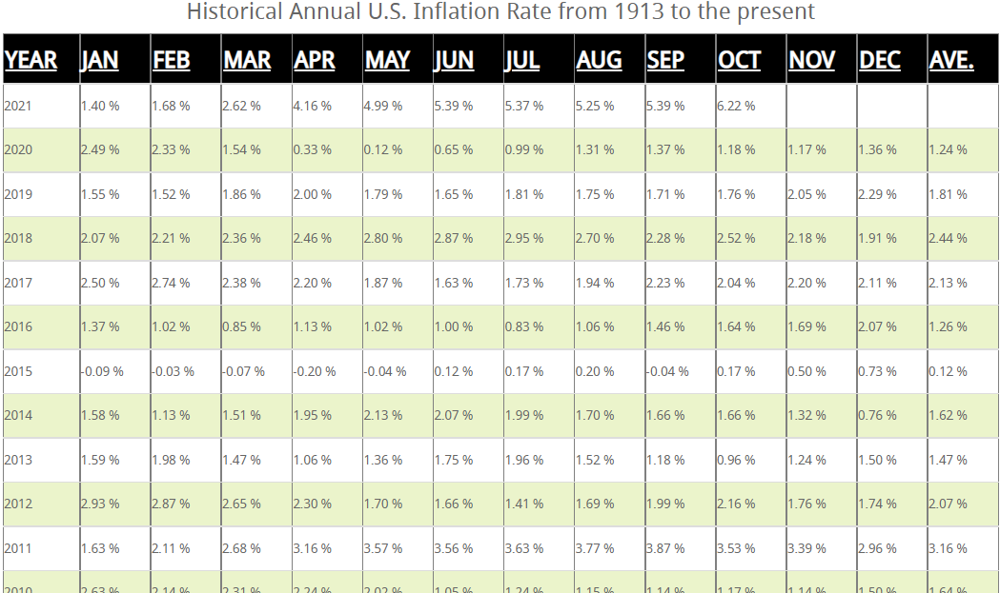 Historical Annual U.S. Inflation Rate from 1913 to the present
YEAR JAN FEB MAR APR MAY JUN JUL AUG SEP OCT NOV DEC AVE.
2021 1.40 % 1.68 % 2.62 % 4.16 % 4.99 % 5.39 % 5.37 % 5.25 % 5.39 % 6.22 %
2020 2.49 % 2.33 % 1.54 % 0.33 % 0.12 % 0.65 % 0.99 % 1.31 % 1.37 % 1.18 % 1.17 % 1.36 % 1.24 %
2019 1.55 % 1.52 % 1.86 % 2.00 % 1.79 % 1.65 % 1.81 % 1.75 % 1.71 % 1.76 % 2.05 % 2.29 % 1.81 %
2018 2.07 % 2.21 % 2.36 % 2.46 % 2.80 % 2.87 % 2.95 % 2.70 % 2.28 % 2.52 % 2.18 % 1.91 % 2.44 %
2017 2.50 % 2.74 % 2.38 % 2.20 % 1.87 % 1.63 % 1.73 % 1.94 % 2.23 % 2.04 % 2.20 % 2.11 % 2.13 %
2016 1.37 % 1.02 % 0.85 % 1.13 % 1.02 % 1.00 % 0.83 % 1.06 % 1.46 % 1.64 % 1.69 % 2.07 % 1.26 %
2015 -0.09 % -0.03 % -0.07 % -0.20 % -0.04 % 0.12 % 0.17 % 0.20 % -0.04 % 0.17 % 0.50 % 0.73 % 0.12 %
2014 1.58 % 1.13 % 1.51 % 1.95 % 2.13 % 2.07 % 1.99 % 1.70 % 1.66 % 1.66 % 1.32 % 0.76 % 1.62 %
2013 1.59 % 1.98 % 1.47 % 1.06 % 1.36 % 1.75 % 1.96 % 1.52 % 1.18 % 0.96 % 1.24 % 1.50 % 1.47 %
2012 2.93 % 2.87 % 2.65 % 2.30 % 1.70 % 1.66 % 1.41 % 1.69 % 1.99 % 2.16 % 1.76 % 1.74 % 2.07 %
2011 1.63 % 2.11 % 2.68 % 3.16 % 3.57 % 3.56 % 3.63 % 3.77 % 3.87 % 3.53 % 3.39 % 2.96 % 3.16 %
2010 2.63 % 2.14 % 2.31 % 2.24 % 2.02 % 1.05 % 1.24 % 1.15 % 1.14 % 1.17 % 1.14 % 1.50 % 1.64 %